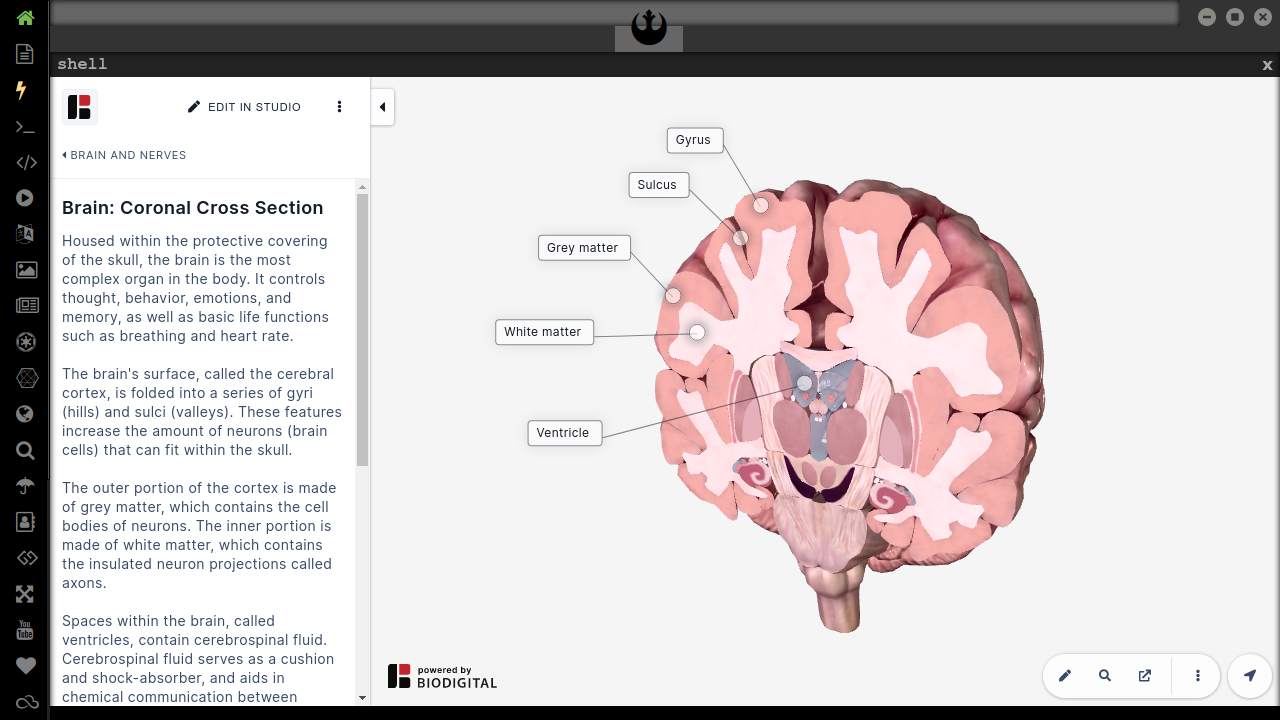 shell
x
EDIT IN STUDIO
BRAIN AND NERVES
Brain: Coronal Cross Section
Housed within the protective covering
of the skull, the brain is the most
complex organ in the body. It controls
thought, behavior, emotions, and
memory, as well as basic life functions
such as breathing and heart rate.
The brain's surface, called the cerebral
cortex, is folded into a series of gyri
(hills) and sulci (valleys). These features
increase the amount of neurons (brain
cells) that can fit within the skull.
The outer portion of the cortex is made
of grey matter, which contains the cell
bodies of neurons. The inner portion is
made of white matter, which contains
the insulated neuron projections called
axons.
Spaces within the brain, called
ventricles, contain cerebrospinal fluid.
Cerebrospinal fluid serves as a cushion
and shock-absorber, and aids in
chemical communication between
Gyrus
Sulcus
Grey matter
White matter
Ventricle
powered by
BIODIGITAL
You
Tube